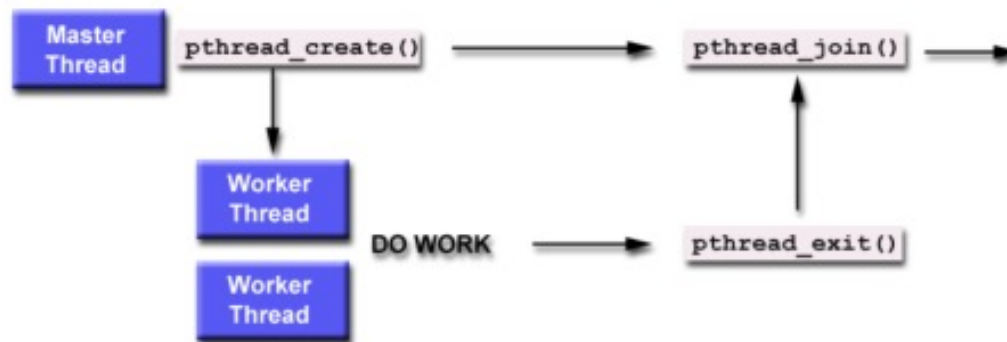 Master
Thread
pthread_create()
pthread_join()
Worker
Thread
DO WORK
pthread_exit()
Worker
Thread